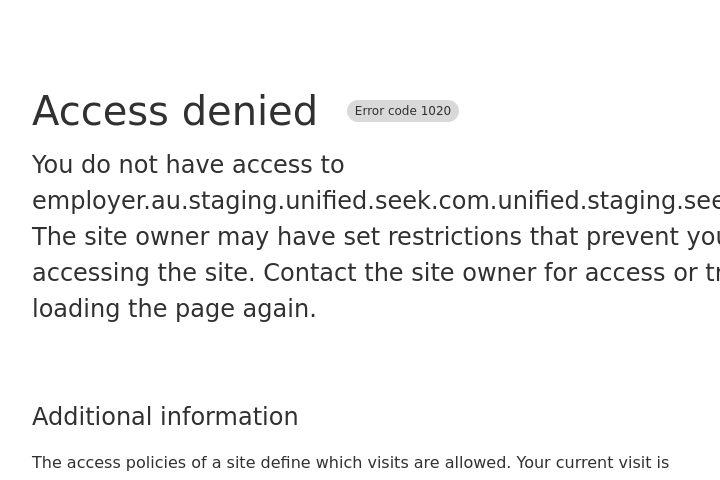 Access denied Error code 1020
You do not have access to
employer.au.staging.unified.seek.com.unified.staging.see
The site owner may have set restrictions that prevent you
accessing the site. Contact the site owner for access or tr
loading the page again.
Additional information
The access policies of a site define which visits are allowed. Your current visit is